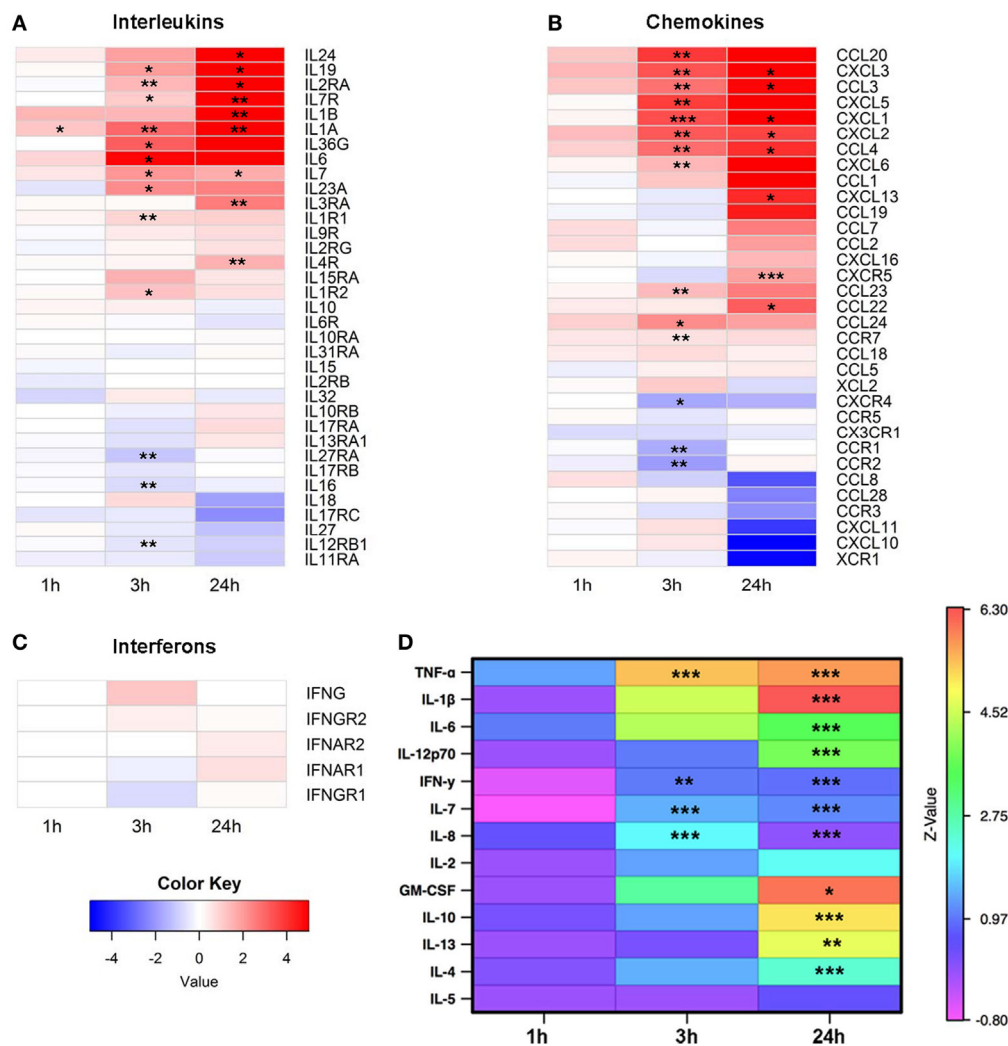 A
Interleukins
*
IL24
* *
IL19
** *
IL2RA
* **
IL7R
**
IL1B
* ** **
IL1A
*
IL36G
*
IL6
* *
IL7
*
IL23A
**
IL3RA
**
IL1R1
IL9R
IL2RG
**
IL4R
IL15RA
*
IL1R2
IL10
IL6R
IL10RA
IL31RA
IL15
IL2RB
IL32
IL10RB
IL17RA
IL13RA1
**
IL27RA
IL17RB
**
IL16
IL18
IL17RC
IL27
**
IL12RB1
IL11RA
1h 3h 24h
B
Chemokines
**
CCL20
** *
CXCL3
** *
CCL3
**
CXCL5
*** *
CXCL1
** *
CXCL2
** *
CCL4
**
CXCL6
CCL1
*
CXCL13
CCL19
CCL7
CCL2
CXCL16
***
CXCR5
**
CCL23
*
CCL22
*
CCL24
**
CCR7
CCL18
CCL5
XCL2
*
CXCR4
CCR5
CX3CR1
**
CCR1
**
CCR2
CCL8
CCL28
CCR3
CXCL11
CXCL10
XCR1
1h 3h 24h
C
Interferons
IFNG
IFNGR2
IFNAR2
IFNAR1
IFNGR1
1h 3h 24h
Color Key
-4 -2 0 2 4
Value
D
TNF-α *** ***
IL-1β ***
IL-6 ***
IL-12p70 ***
IFN-y ** ***
IL-7 *** ***
IL-8 *** ***
IL-2
GM-CSF *
IL-10 ***
IL-13 **
IL-4 ***
IL-5
1h 3h 24h
6.30
4.52
2.75
0.97
-0.80
Z-Value